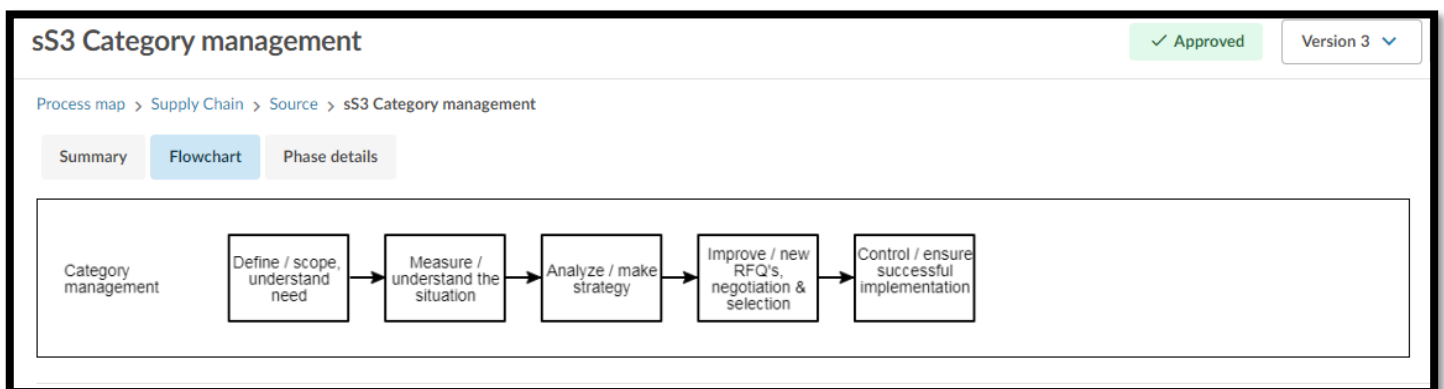 sS3 Category management
Approved
Version 3
Process map > Supply Chain > Source > sS3 Category management
Summary
Flowchart
Phase details
Category
management
Define / scope,
understand
need
Measure /
understand the
situation
Analyze / make
strategy
Improve / new
RFQ's,
negotiation &
selection
Control / ensure
successful
implementation